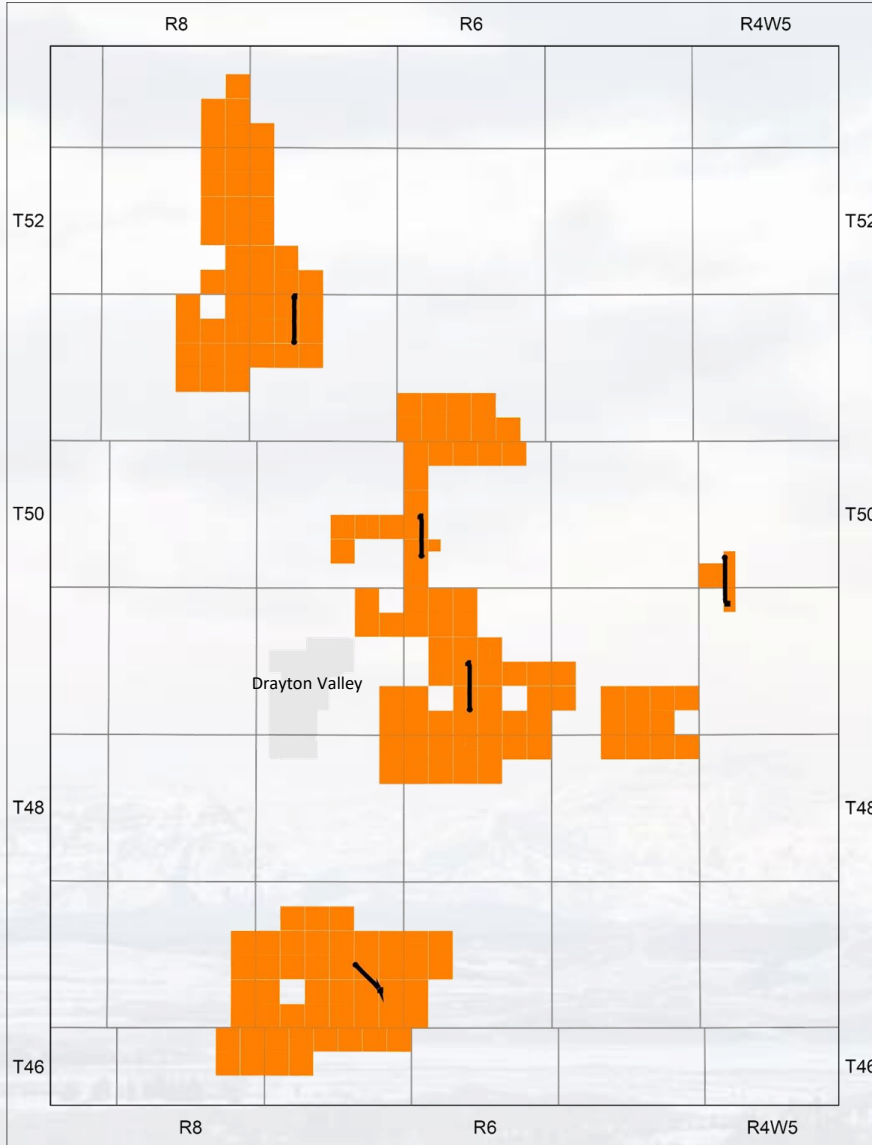 R8 R6 R4W5
T52 T52
T50 T50
Drayton Valley
T48 T48
T46 T46
R8 R6 R4W5